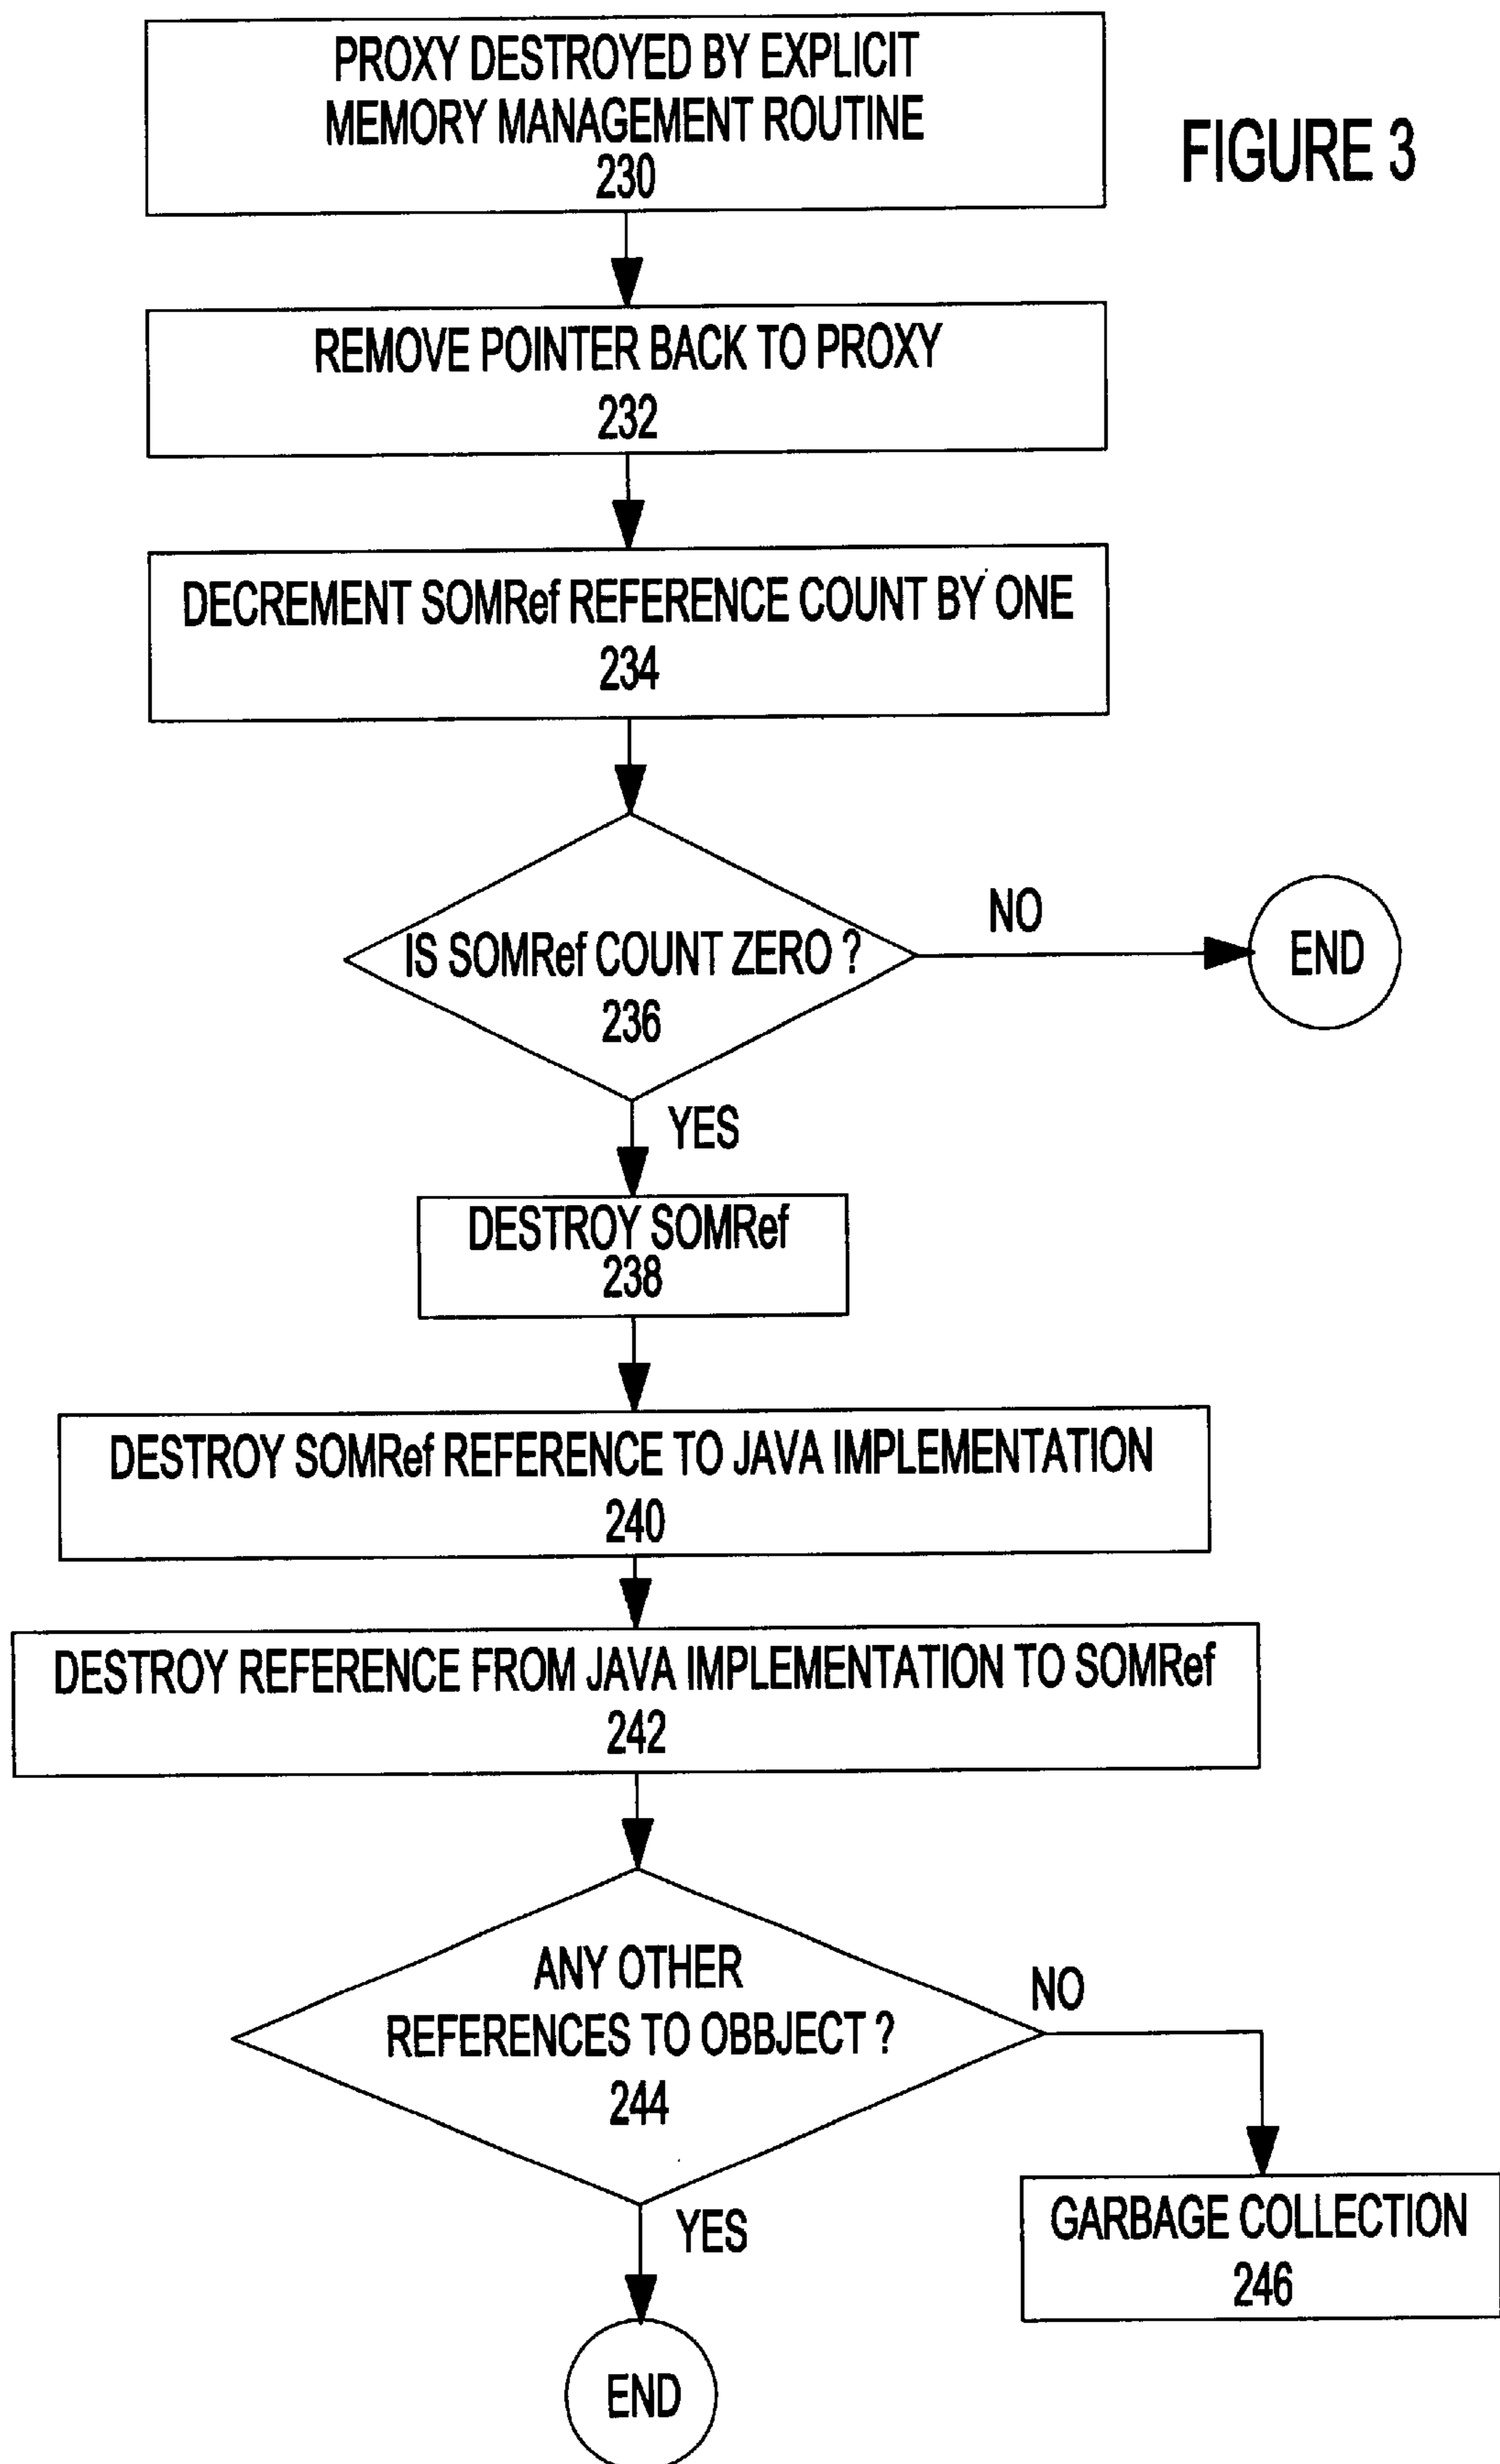 PROXY DESTROYED BY EXPLICIT
MEMORY MANAGEMENT ROUTINE
230
FIGURE 3
REMOVE POINTER BACK TO PROXY
232
DECREMENT SOMRef REFERENCE COUNT BY ONE
234
IS SOMRef COUNT ZERO ?
236
NO
END
YES
DESTROY SOMRef
238
DESTROY SOMRef REFERENCE TO JAVA IMPLEMENTATION
240
DESTROY REFERENCE FROM JAVA IMPLEMENTATION TO SOMRef
242
ANY OTHER
REFERENCES TO OBBJECT ?
244
NO
YES
GARBAGE COLLECTION
246
END